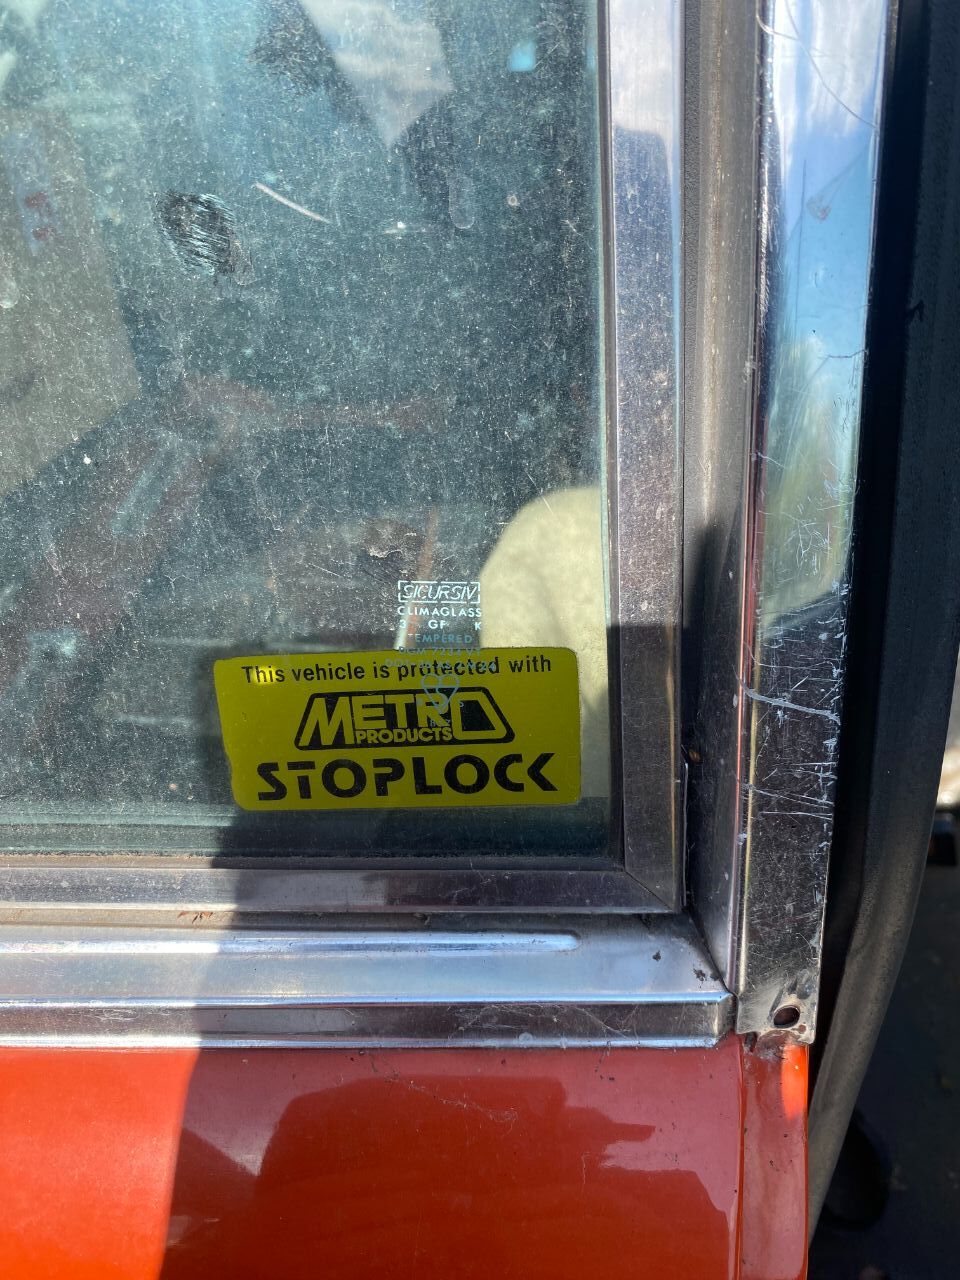 SICURSIV
CLIMAGLASS
TEMPERED
This vehicle is protected with
METRO
PRODUCTS
STOPLOCK